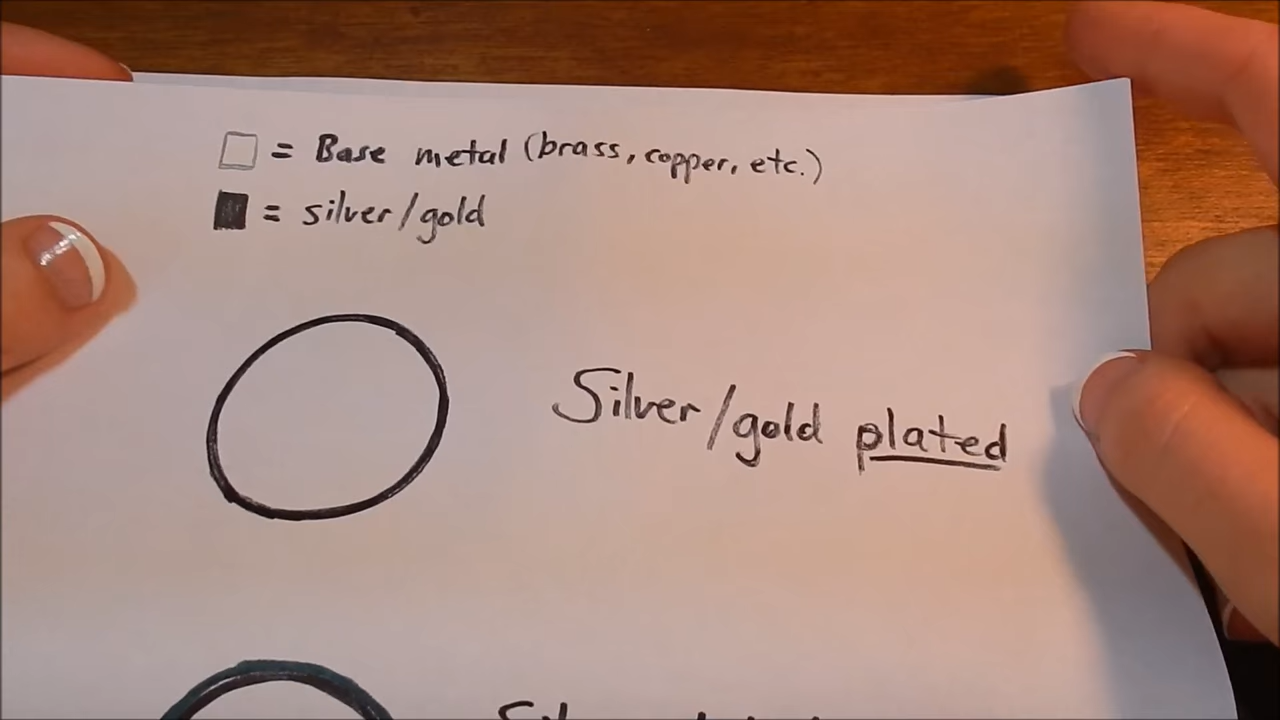 = Base metal (brass, copper, etc.)
= silver/gold
Silver/gold plated